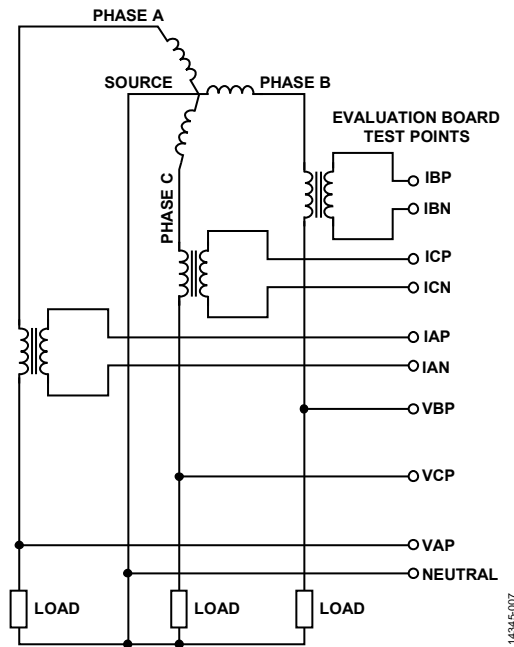 PHASE A
SOURCE
PHASE B
EVALUATION BOARD
TEST POINTS
PHASE C
IBP
IBN
ICP
ICN
IAP
IAN
VBP
VCP
VAP
NEUTRAL
LOAD
LOAD
LOAD
14345-007